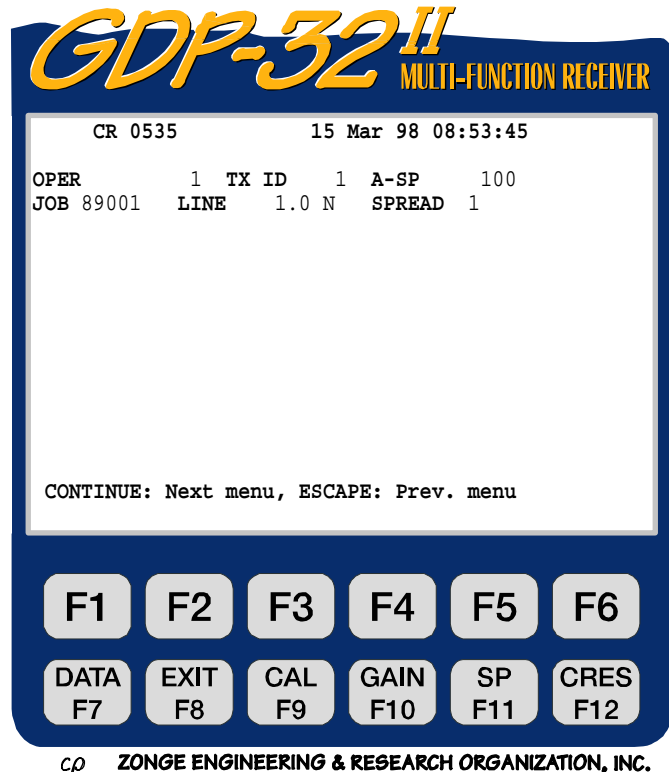 GDP-32 II
MULTI-FUNCTION RECEIVER
CR 0535 15 Mar 98 08:53:45
OPER 1 TX ID 1 A-SP 100
JOB 89001 LINE 1.0 N SPREAD 1
CONTINUE: Next menu, ESCAPE: Prev. menu
F1 F2 F3 F4 F5 F6
DATA EXIT CAL GAIN SP CRES
F7 F8 F9 F10 F11 F12
ZONGE ENGINEERING & RESEARCH ORGANIZATION, INC.